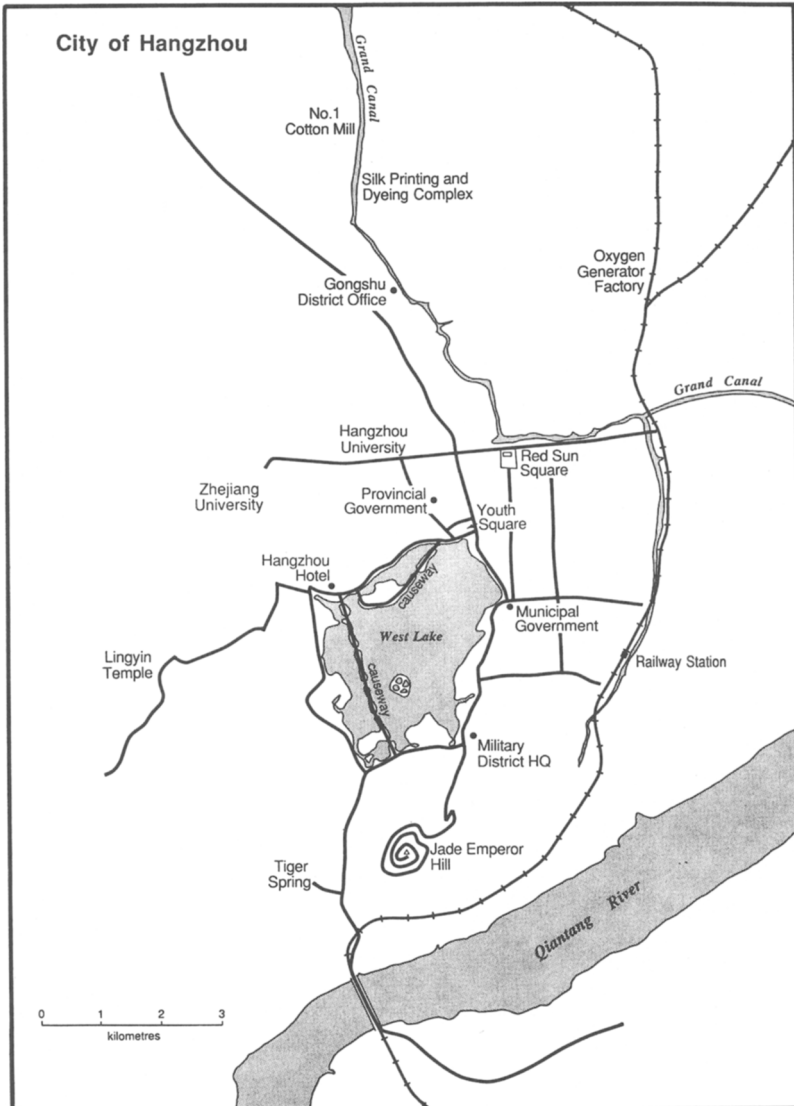 City of Hangzhou
Grand Canal
No.1
Cotton Mill
Silk Printing and
Dyeing Complex
Oxygen
Generator
Factory
Gongshu
District Office
Grand Canal
Hangzhou
University
Red Sun
Square
Zhejiang
University
Provincial
Government
Youth
Square
Hangzhou
Hotel
causeway
Municipal
Government
West Lake
Lingyin
Temple
Railway Station
causeway
Military
District HQ
Jade Emperor
Hill
Tiger
Spring
Qiantang River
0 1 2 3
kilometres